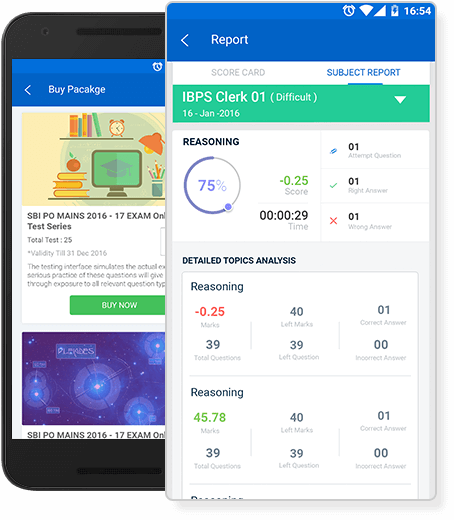 Buy Pacakge
PLEIADES
SBI PO MAINS 2016 - 17 EXAM Onl
Test Series
Total Test : 25
*Validity Till 31 Dec 2016
The testing interface simulates the actual ex
serious practice of these questions will give
through exposure to all relevant question typ
BUY NOW
SBI PO MAINS 2016 - 17 EXAM Onl
16:54
Report
SCORE CARD
SUBJECT REPORT
IBPS Clerk 01 ( Difficult )
16 - Jan -2016
REASONING
75%
-0.25
Score
00:00:29
Time
01
Attempt Question
01
Right Answer
01
Wrong Answer
DETAILED TOPICS ANALYSIS
Reasoning
-0.25 40 01
Marks Left Marks Correct Answer
39 39 00
Total Questions Left Question Incorrect Answer
Reasoning
45.78 40 01
Marks Left Marks Correct Answer
39 39 00
Total Questions Left Question Incorrect Answer
Reasoning